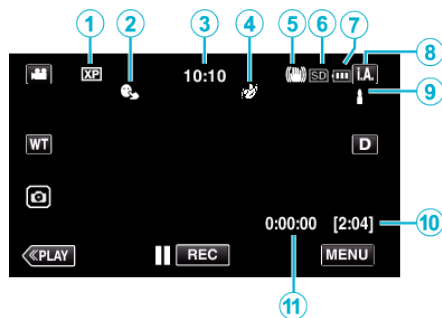 1 2 3 4 5 6 7
XP 10:10 SD i.A. 8
9
WT D
0:00:00 [2:04] 10
≪PLAY REC MENU
11